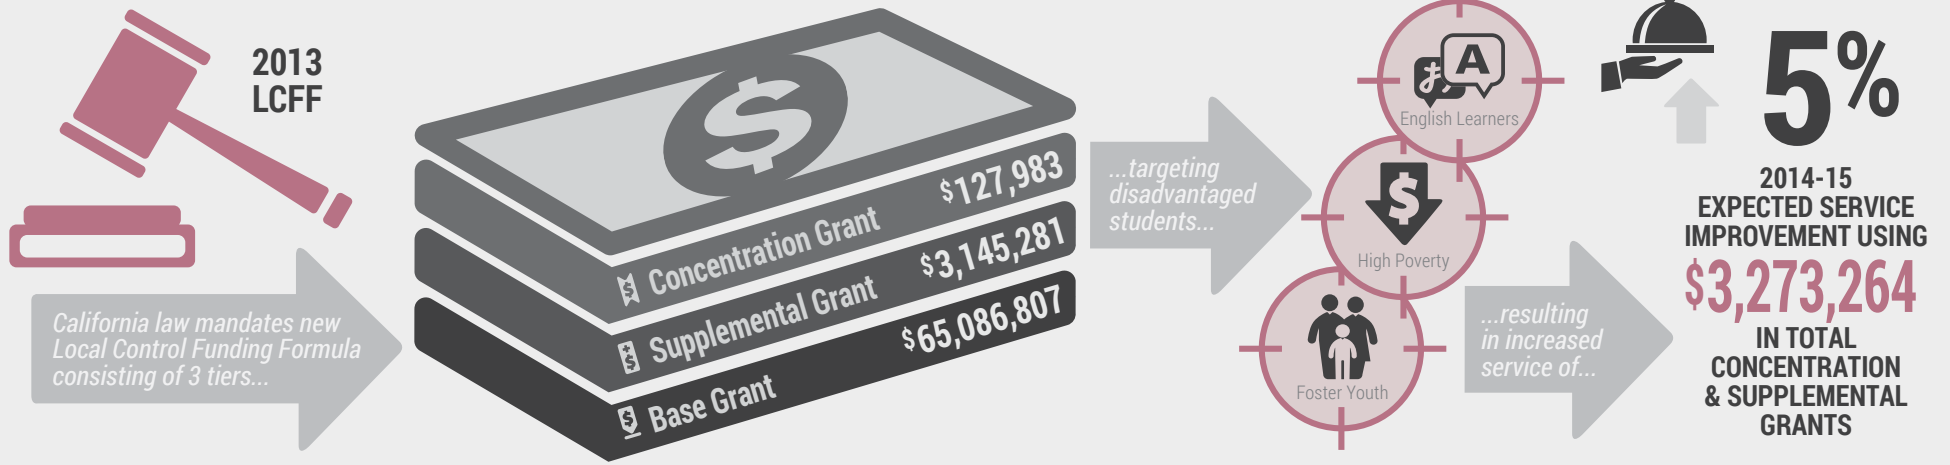 2013
LCFF
California law mandates new
Local Control Funding Formula
consisting of 3 tiers...
Concentration Grant $127,983
Supplemental Grant $3,145,281
Base Grant $65,086,807
...targeting
disadvantaged
students...
A
English Learners
High Poverty
Foster Youth
...resulting
in increased
service of...
5%
2014-15
EXPECTED SERVICE
IMPROVEMENT USING
$3,273,264
IN TOTAL
CONCENTRATION
& SUPPLEMENTAL
GRANTS